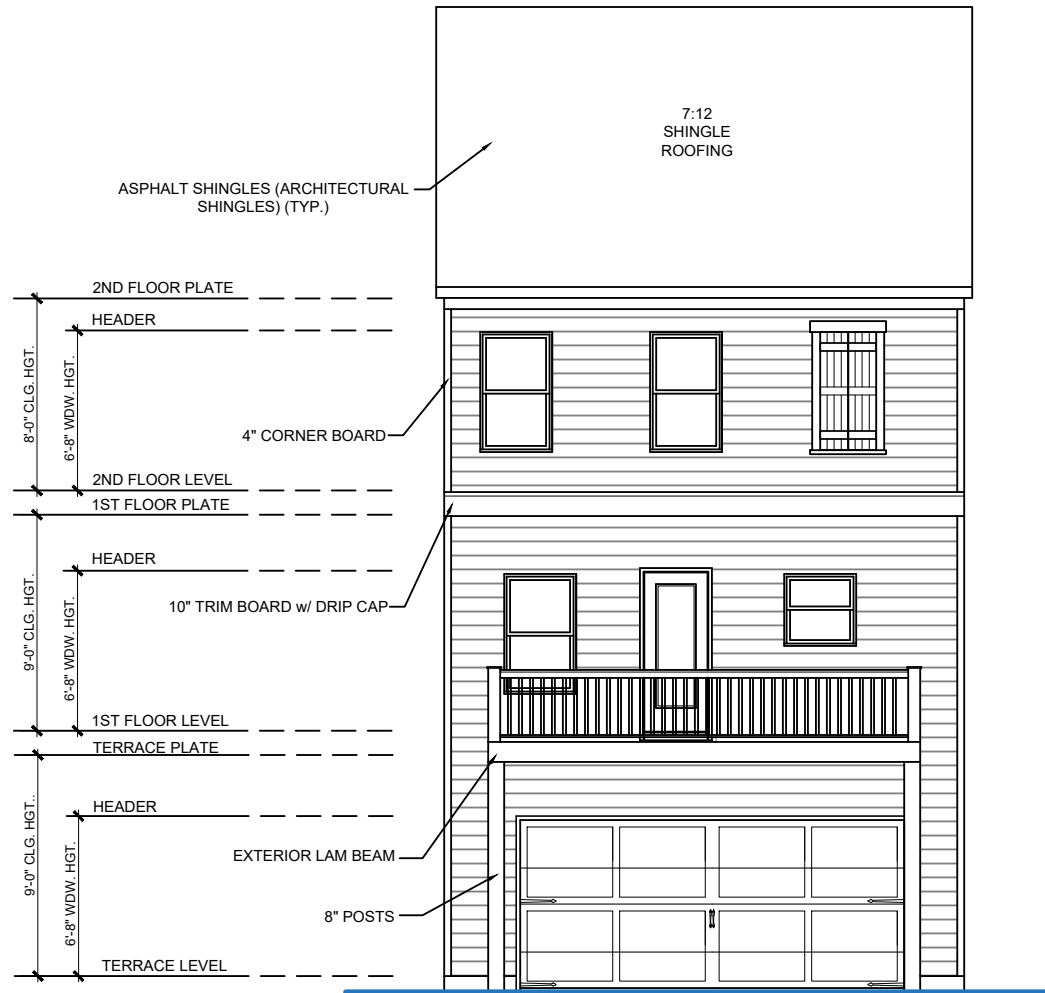 7:12
SHINGLE
ROOFING
ASPHALT SHINGLES (ARCHITECTURAL
SHINGLES) (TYP.)
2ND FLOOR PLATE
HEADER
8'-0" CLG. HGT.
6'-8" WDW. HGT.
4" CORNER BOARD
2ND FLOOR LEVEL
1ST FLOOR PLATE
HEADER
9'-0" CLG. HGT.
6'-8" WDW. HGT.
10" TRIM BOARD w/ DRIP CAP
1ST FLOOR LEVEL
TERRACE PLATE
HEADER
9'-0" CLG. HGT..
6'-8" WDW. HGT.
EXTERIOR LAM BEAM
8" POSTS
TERRACE LEVEL